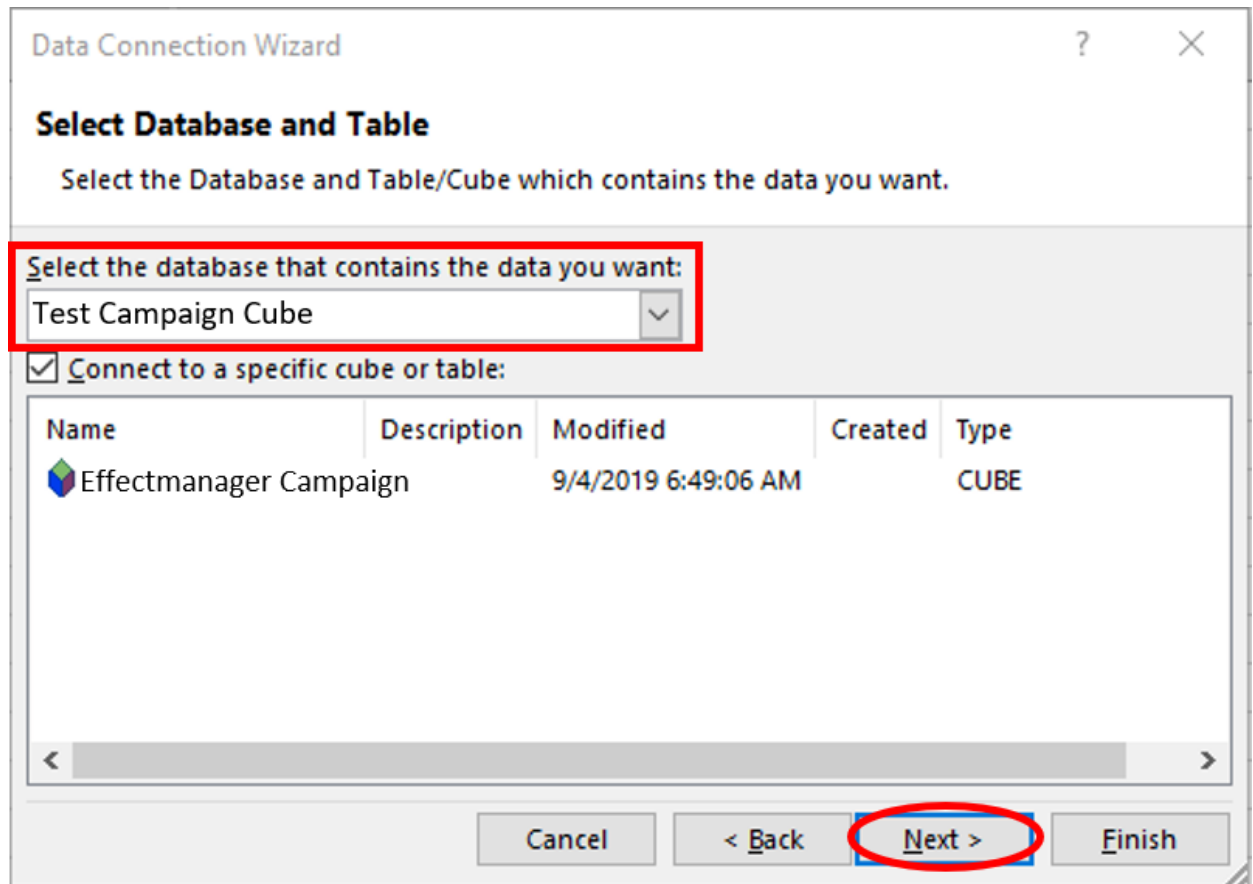 Data Connection Wizard ?
Select Database and Table
Select the Database and Table/Cube which contains the data you want.
Select the database that contains the data you want:
Test Campaign Cube
Connect to a specific cube or table:
Name Description Modified Created Type
Effectmanager Campaign 9/4/2019 6:49:06 AM CUBE
Cancel < Back Next > Finish